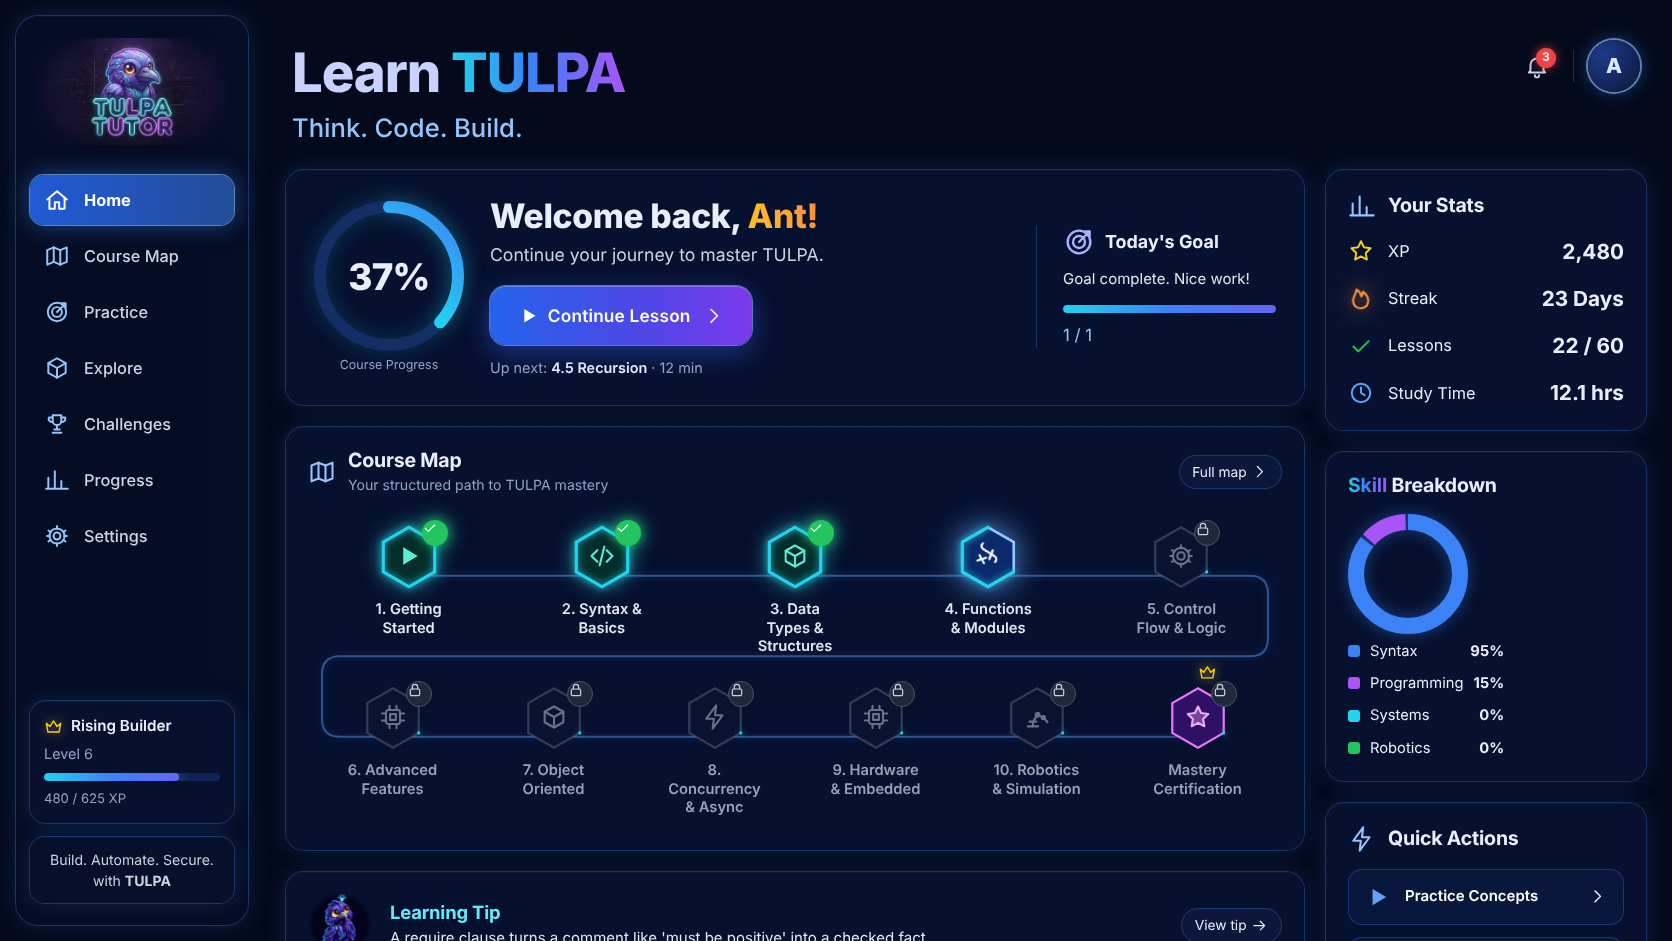 TULPA
TUTOR
Home
Course Map
Practice
Explore
Challenges
Progress
Settings
Rising Builder
Level 6
480 / 625 XP
Build. Automate. Secure.
with TULPA
Learn TULPA
Think. Code. Build.
3
A
37%
Course Progress
Welcome back, Ant!
Continue your journey to master TULPA.
Continue Lesson
Up next: 4.5 Recursion · 12 min
Today's Goal
Goal complete. Nice work!
1 / 1
Course Map
Your structured path to TULPA mastery
Full map
1. Getting
Started
2. Syntax &
Basics
3. Data
Types &
Structures
4. Functions
& Modules
5. Control
Flow & Logic
6. Advanced
Features
7. Object
Oriented
8.
Concurrency
& Async
9. Hardware
& Embedded
10. Robotics
& Simulation
Mastery
Certification
Learning Tip
A require clause turns a comment like 'must be positive' into a checked fact
View tip →
Your Stats
XP 2,480
Streak 23 Days
Lessons 22 / 60
Study Time 12.1 hrs
Skill Breakdown
Syntax 95%
Programming 15%
Systems 0%
Robotics 0%
Quick Actions
Practice Concepts